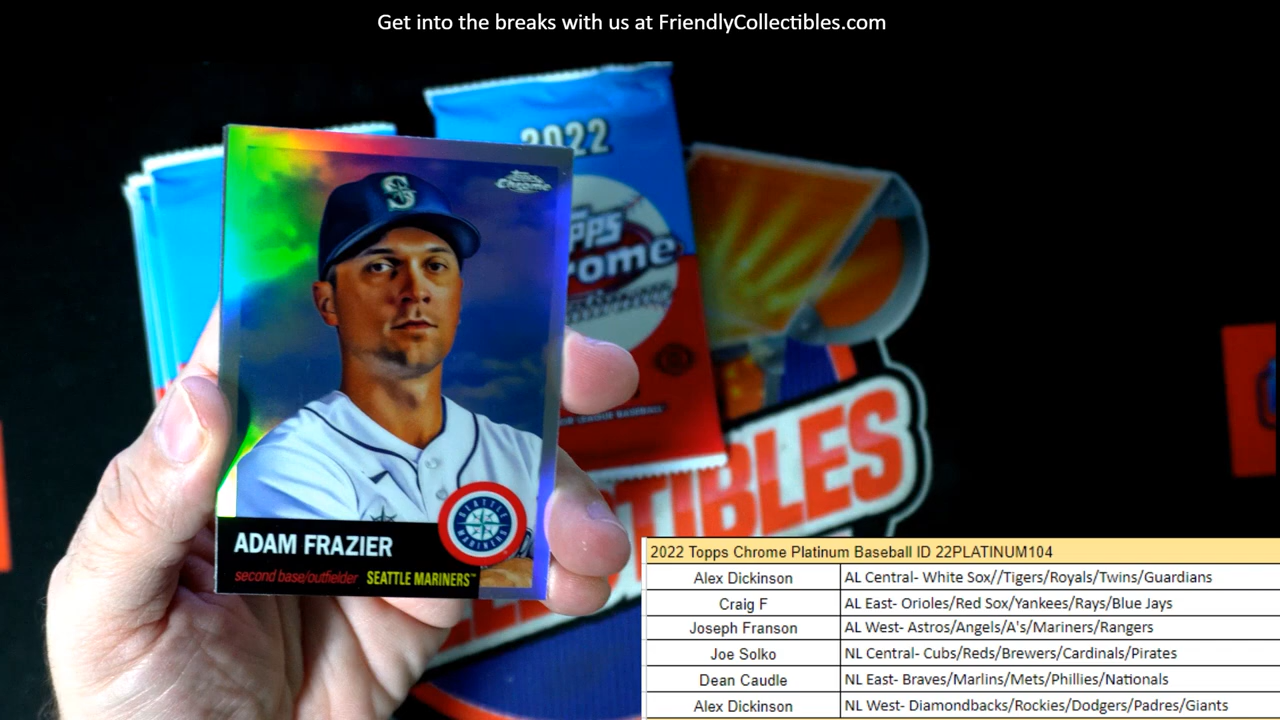 Get into the breaks with us at FriendlyCollectibles.com
2022
Topps
Chrome
S
ADAM FRAZIER
second base/outfielder SEATTLE MARINERS™
SEATTLE
MARINERS
TIBLES
2022 Topps Chrome Platinum Baseball ID 22PLATINUM104
Alex Dickinson AL Central- White Sox//Tigers/Royals/Twins/Guardians
Craig F AL East- Orioles/Red Sox/Yankees/Rays/Blue Jays
Joseph Franson AL West- Astros/Angels/A's/Mariners/Rangers
Joe Solko NL Central- Cubs/Reds/Brewers/Cardinals/Pirates
Dean Caudle NL East- Braves/Marlins/Mets/Phillies/Nationals
Alex Dickinson NL West- Diamondbacks/Rockies/Dodgers/Padres/Giants